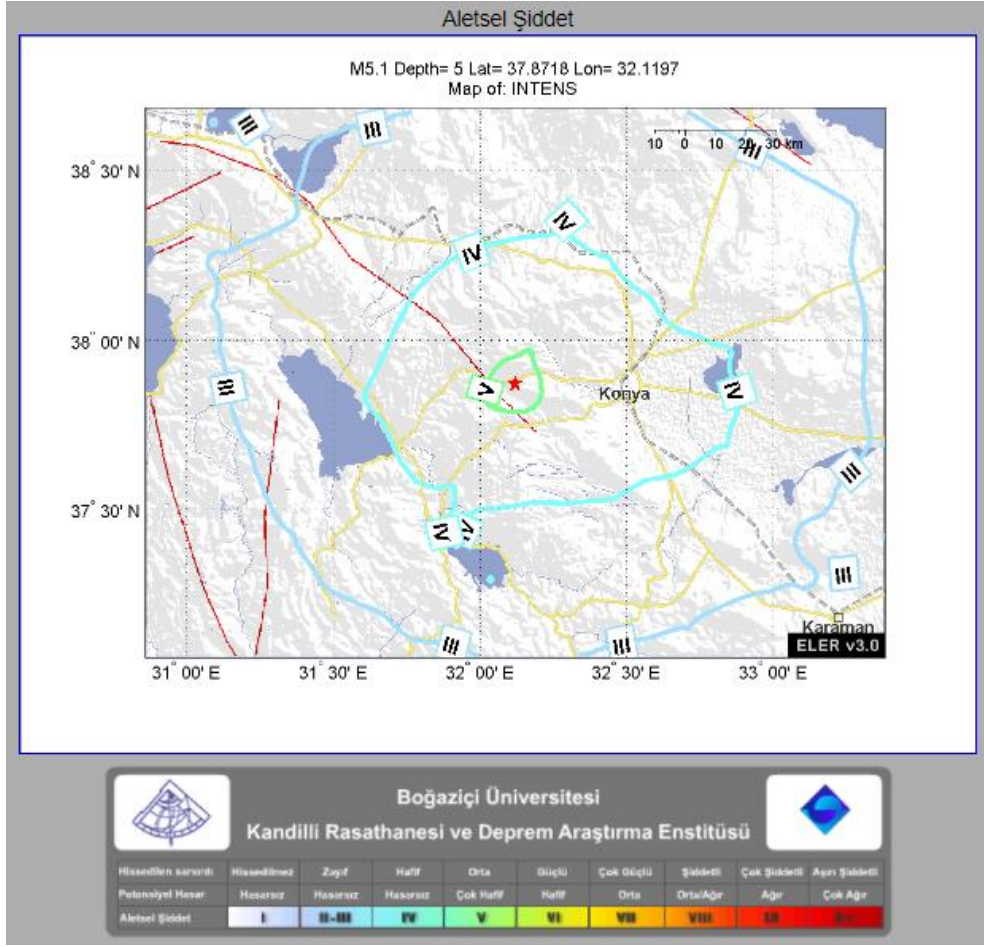 Aletsel Şiddet
M5.1 Depth= 5 Lat= 37.8718 Lon= 32.1197
Map of: INTENS
III
III
III
10 0 10 20 30 km
38° 30' N
IV
IV
38° 00' N
V
Konya
III
IV
III
37° 30' N
IV
IV
III
III
III
Karaman
ELER v3.0
31° 00' E 31° 30' E 32° 00' E 32° 30' E 33° 00' E
Boğaziçi Üniversitesi
Kandilli Rasathanesi ve Deprem Araştırma Enstitüsü
Hissedilen sarsıntı Hissedilmez Zayıf Hafif Orta Güçlü Çok Güçlü Şiddetli Çok Şiddetli Aşırı Şiddetli
Potansiyel Hasar Hasarsız Hasarsız Hasarsız Çok Hafif Hafif Orta Orta/Ağır Ağır Çok Ağır
Aletsel Şiddet I II-III IV V VI VII VIII IX X+